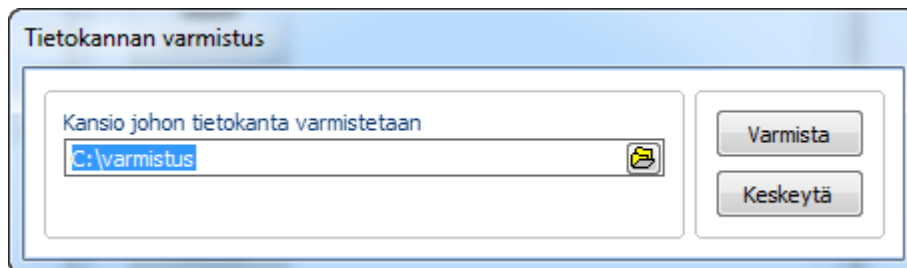 Tietokannan varmistus
Kansio johon tietokanta varmistetaan
C:\varmistus
Varmista
Keskeytä